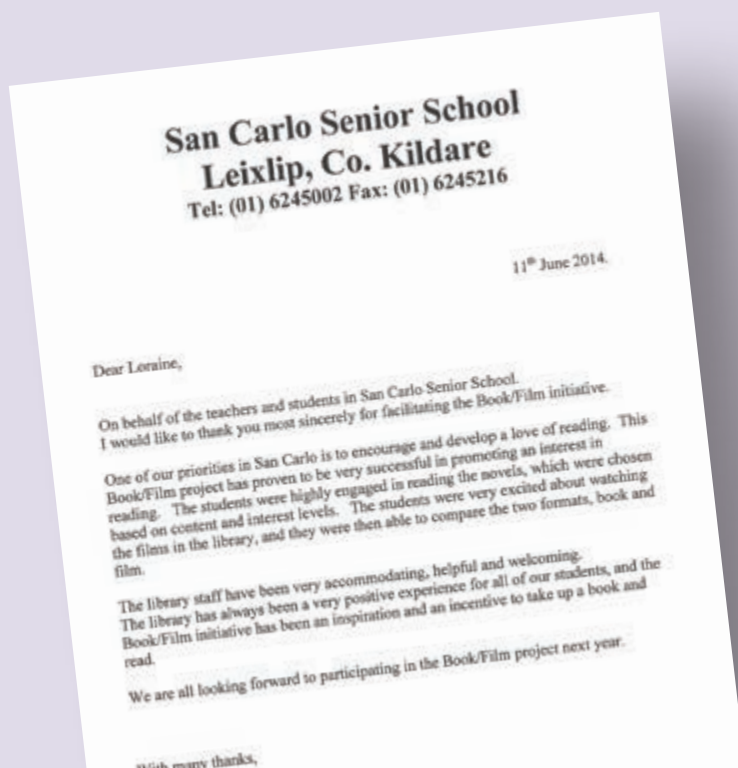 San Carlo Senior School
Leixlip, Co. Kildare
Tel: (01) 6245002 Fax: (01) 6245216
11th June 2014.
Dear Loraine,
On behalf of the teachers and students in San Carlo Senior School.
I would like to thank you most sincerely for facilitating the Book/Film initiative.
One of our priorities in San Carlo is to encourage and develop a love of reading. This
Book/Film project has proven to be very successful in promoting an interest in
reading. The students were highly engaged in reading the novels, which were chosen
based on content and interest levels. The students were very excited about watching
the films in the library, and they were then able to compare the two formats, book and
film.
The library staff have been very accommodating, helpful and welcoming.
The library has always been a very positive experience for all of our students, and the
Book/Film initiative has been an inspiration and an incentive to take up a book and
read.
We are all looking forward to participating in the Book/Film project next year.
With many thanks,